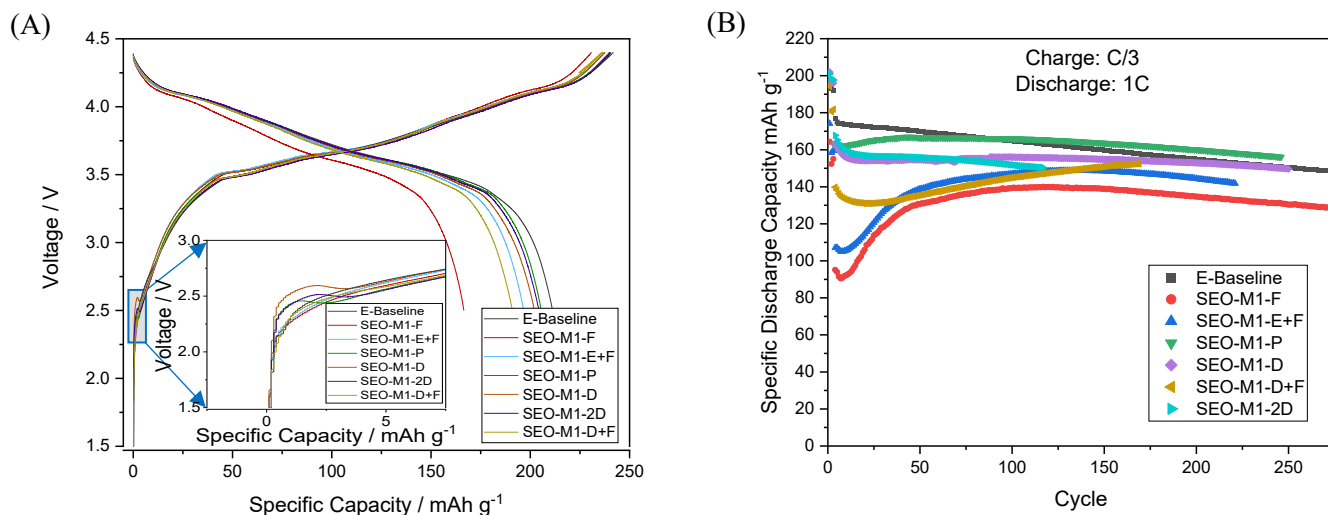 (A)
Voltage / V
4.5
4.0
3.5
3.0
2.5
2.0
1.5
0
50
100
150
200
250
Specific Capacity / mAh g-1
Voltage / V
3.0
2.5
2.0
1.5
0
5
Specific Capacity / mAh g-1
E-Baseline
SEO-M1-F
SEO-M1-E+F
SEO-M1-P
SEO-M1-D
SEO-M1-2D
SEO-M1-D+F
E-Baseline
SEO-M1-F
SEO-M1-E+F
SEO-M1-P
SEO-M1-D
SEO-M1-2D
SEO-M1-D+F
(B)
Specific Discharge Capacity mAh g-1
220
200
180
160
140
120
100
80
60
40
20
0
0
50
100
150
200
250
Cycle
Charge: C/3
Discharge: 1C
E-Baseline
SEO-M1-F
SEO-M1-E+F
SEO-M1-P
SEO-M1-D
SEO-M1-D+F
SEO-M1-2D